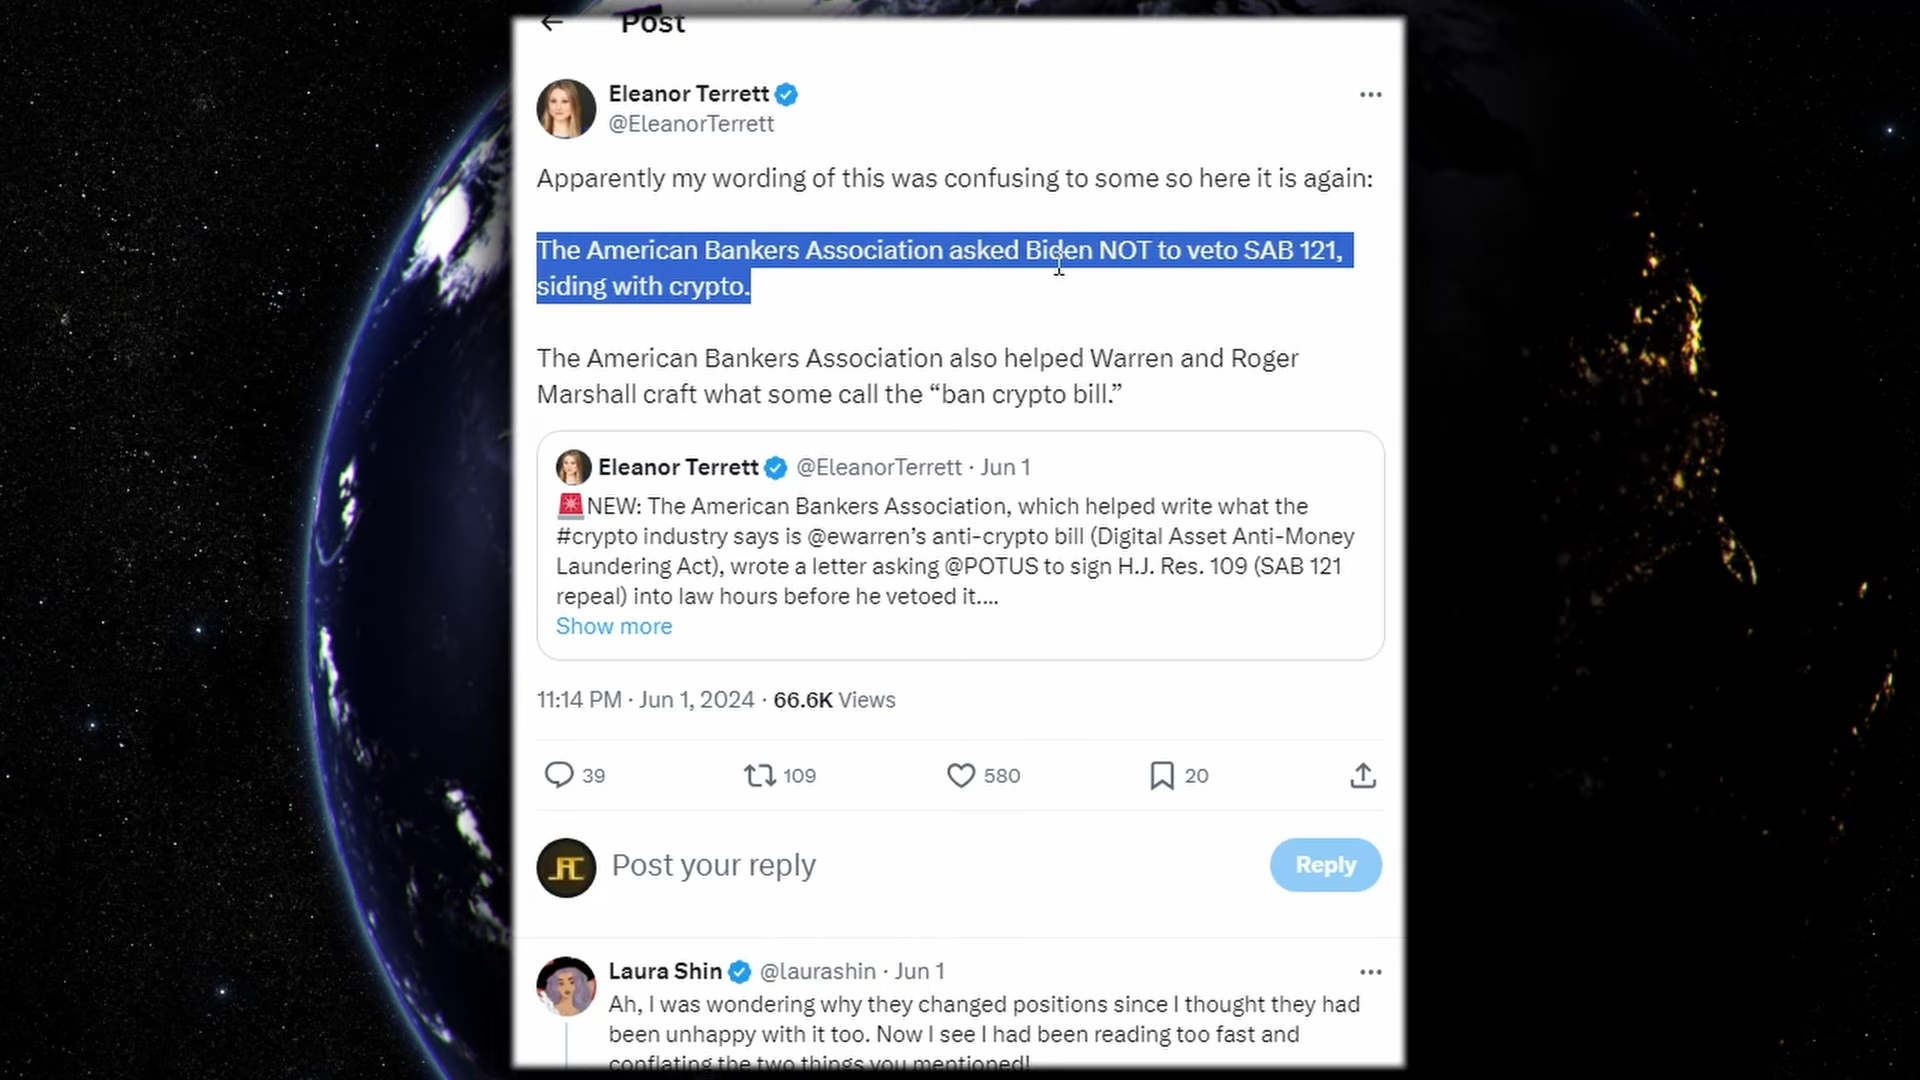 Post
Eleanor Terrett
@EleanorTerrett
Apparently my wording of this was confusing to some so here it is again:
The American Bankers Association asked Biden NOT to veto SAB 121,
siding with crypto.
The American Bankers Association also helped Warren and Roger
Marshall craft what some call the “ban crypto bill.”
Eleanor Terrett @EleanorTerrett · Jun 1
🚨NEW: The American Bankers Association, which helped write what the
#crypto industry says is @ewarren’s anti-crypto bill (Digital Asset Anti-Money
Laundering Act), wrote a letter asking @POTUS to sign H.J. Res. 109 (SAB 121
repeal) into law hours before he vetoed it....
Show more
11:14 PM · Jun 1, 2024 · 66.6K Views
39 109 580 20
Post your reply
Reply
Laura Shin @laurashin · Jun 1
Ah, I was wondering why they changed positions since I thought they had
been unhappy with it too. Now I see I had been reading too fast and
conflating the two things you mentioned!